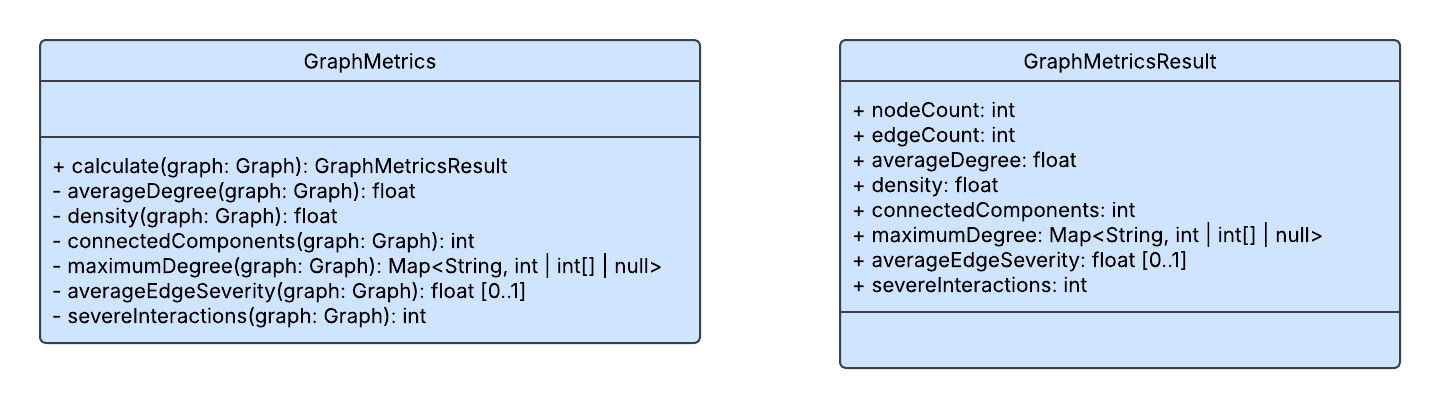 GraphMetrics
+ calculate(graph: Graph): GraphMetricsResult
- averageDegree(graph: Graph): float
- density(graph: Graph): float
- connectedComponents(graph: Graph): int
- maximumDegree(graph: Graph): Map<String, int | int[] | null>
- averageEdgeSeverity(graph: Graph): float [0..1]
- severeInteractions(graph: Graph): int
GraphMetricsResult
+ nodeCount: int
+ edgeCount: int
+ averageDegree: float
+ density: float
+ connectedComponents: int
+ maximumDegree: Map<String, int | int[] | null>
+ averageEdgeSeverity: float [0..1]
+ severeInteractions: int